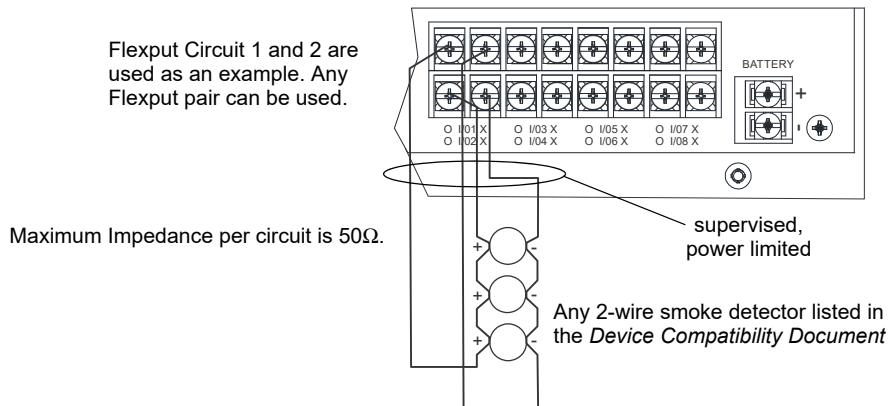 Flexput Circuit 1 and 2 are
used as an example. Any
Flexput pair can be used.
BATTERY
+
-
O I/01 X O I/03 X O I/05 X O I/07 X
O I/02 X O I/04 X O I/06 X O I/08 X
Maximum Impedance per circuit is 50Ω.
supervised,
power limited
+ -
+ -
+ -
Any 2-wire smoke detector listed in
the Device Compatibility Document